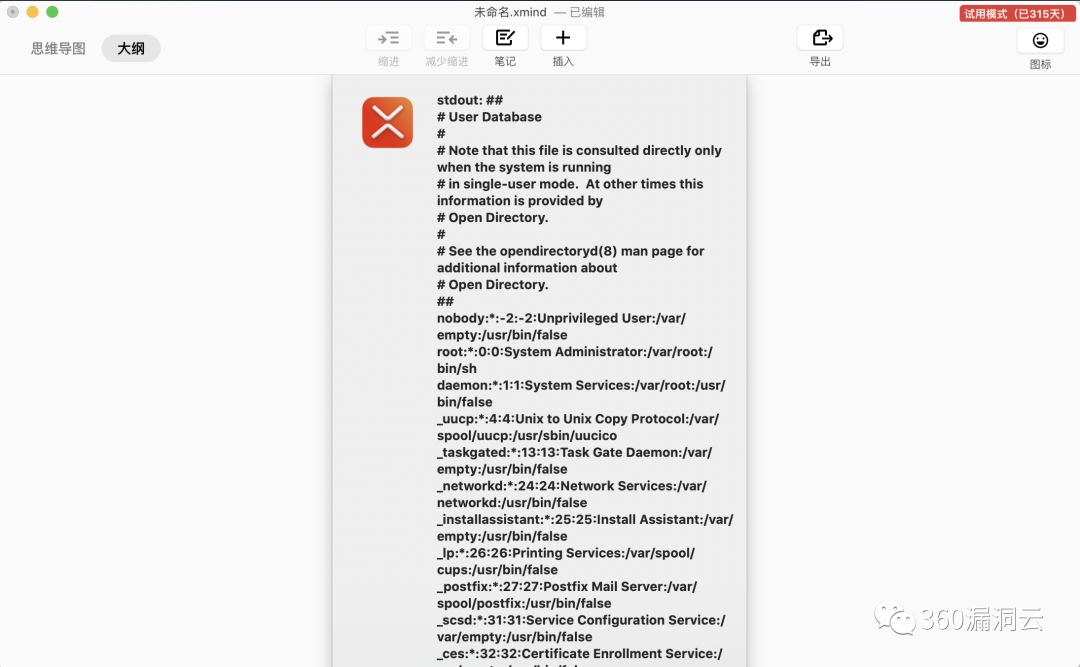 未命名.xmind — 已编辑
试用模式（已315天）
思维导图
大纲
缩进
减少缩进
笔记
插入
导出
图标
stdout: ##
# User Database
#
# Note that this file is consulted directly only
when the system is running
# in single-user mode.  At other times this
information is provided by
# Open Directory.
#
# See the opendirectoryd(8) man page for
additional information about
# Open Directory.
##
nobody:*:-2:-2:Unprivileged User:/var/
empty:/usr/bin/false
root:*:0:0:System Administrator:/var/root:/
bin/sh
daemon:*:1:1:System Services:/var/root:/usr/
bin/false
_uucp:*:4:4:Unix to Unix Copy Protocol:/var/
spool/uucp:/usr/sbin/uucico
_taskgated:*:13:13:Task Gate Daemon:/var/
empty:/usr/bin/false
_networkd:*:24:24:Network Services:/var/
networkd:/usr/bin/false
_installassistant:*:25:25:Install Assistant:/var/
empty:/usr/bin/false
_lp:*:26:26:Printing Services:/var/spool/
cups:/usr/bin/false
_postfix:*:27:27:Postfix Mail Server:/var/
spool/postfix:/usr/bin/false
_scsd:*:31:31:Service Configuration Service:/
var/empty:/usr/bin/false
_ces:*:32:32:Certificate Enrollment Service:/
360漏洞云